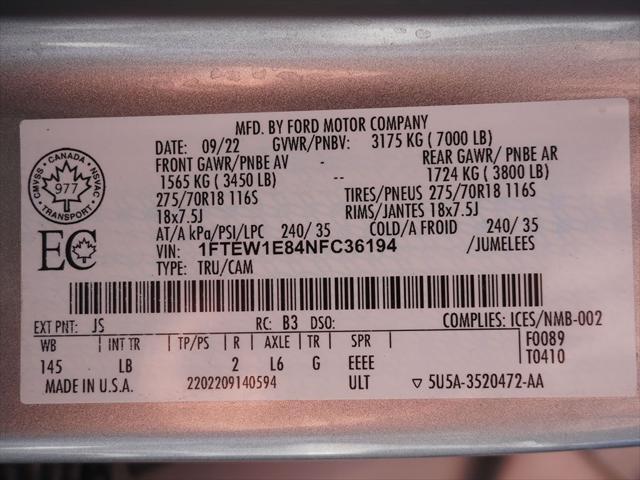 MFD. BY FORD MOTOR COMPANY
DATE: 09/22 GVWR/PNBV: 3175 KG ( 7000 LB)
FRONT GAWR/PNBE AV - REAR GAWR/ PNBE AR
1565 KG ( 3450 LB) -- 1724 KG ( 3800 LB)
275/70R18 116S TIRES/PNEUS 275/70R18 116S
18x7.5J RIMS/JANTES 18x7.5J
AT/A kPa/PSI/LPC 240/ 35 COLD/A FROID 240/ 35
VIN: 1FTEW1E84NFC36194 /JUMELEES
TYPE: TRU/CAM
CANADA
CMVSS 977 NSVAC
TRANSPORT
EC
EXT PNT: JS RC: B3 DSO: COMPLIES: ICES/NMB-002
WB INT TR TP/PS R AXLE TR SPR F0089
145 LB 2 L6 G EEEE T0410
MADE IN U.S.A. 2202209140594 ULT 5U5A-3520472-AA